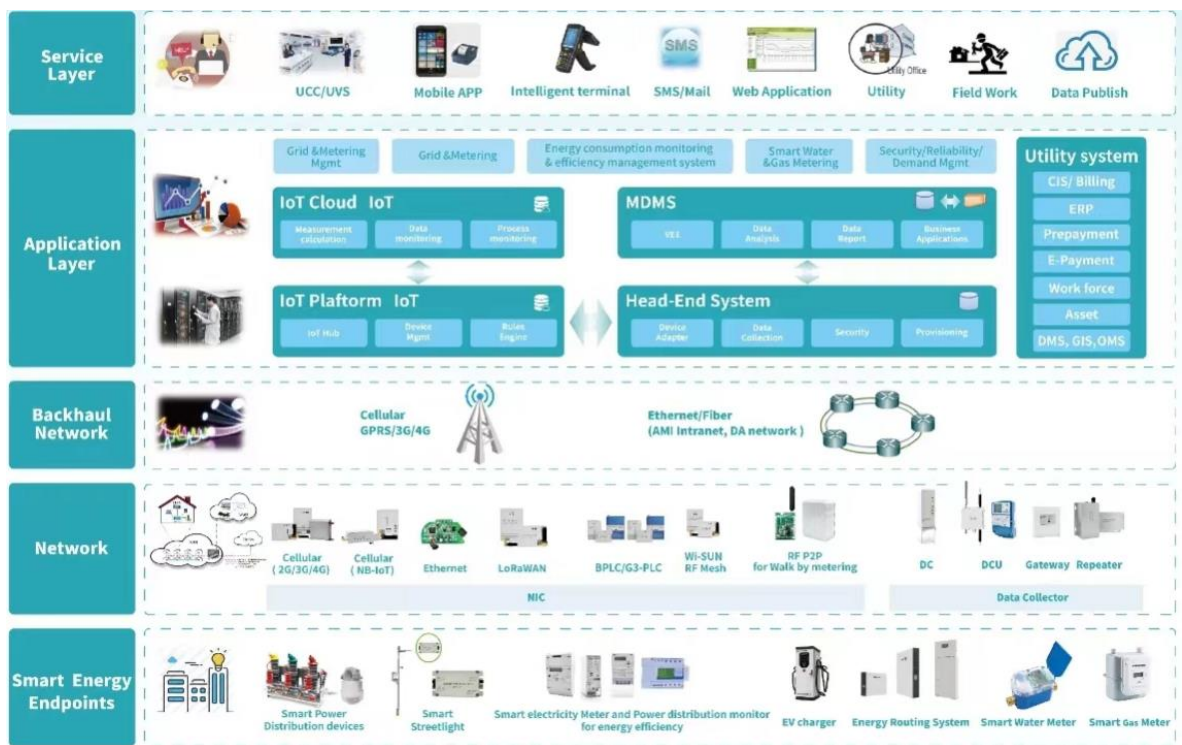 Service
Layer
UCC/UVS
Mobile APP
Intelligent terminal
SMS
SMS/Mail
Web Application
Utility Office
Utility
Field Work
Data Publish
Application
Layer
Grid &Metering
Mgmt
Grid &Metering
Energy consumption monitoring
& efficiency management system
Smart Water
&Gas Metering
Security/Reliability/
Demand Mgmt
IoT Cloud IoT
Measurement
calculation
Data
monitoring
Process
monitoring
MDMS
VEE
Data
Analysis
Data
Report
Business
Applications
IoT Plaftorm IoT
IoT Hub
Device
Mgmt
Rules
Engine
Head-End System
Device
Adapter
Data
Collection
Security
Provisioning
Utility system
CIS/ Billing
ERP
Prepayment
E-Payment
Work force
Asset
DMS, GIS,OMS
Backhaul
Network
Cellular
GPRS/3G/4G
Ethernet/Fiber
(AMI Intranet, DA network )
Network
Cellular
( 2G/3G/4G)
Cellular
( NB-IoT)
Ethernet
LoRaWAN
BPLC/G3-PLC
Wi-SUN
RF Mesh
RF P2P
for Walk by metering
NIC
DC
DCU
Gateway
Repeater
Data Collector
Smart Energy
Endpoints
Smart Power
Distribution devices
Smart
Streetlight
Smart electricity Meter and Power distribution monitor
for energy efficiency
EV charger
Energy Routing System
Smart Water Meter
Smart Gas Meter